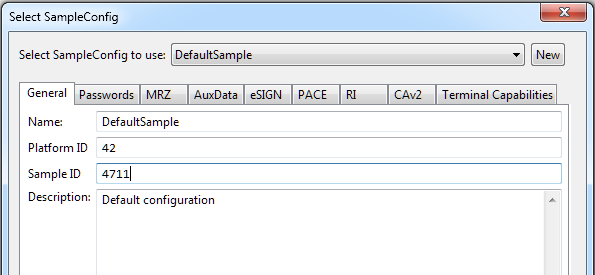 Select SampleConfig
Select SampleConfig to use: DefaultSample New
General Passwords MRZ AuxData eSIGN PACE RI CAv2 Terminal Capabilities
Name: DefaultSample
Platform ID 42
Sample ID 4711
Description: Default configuration